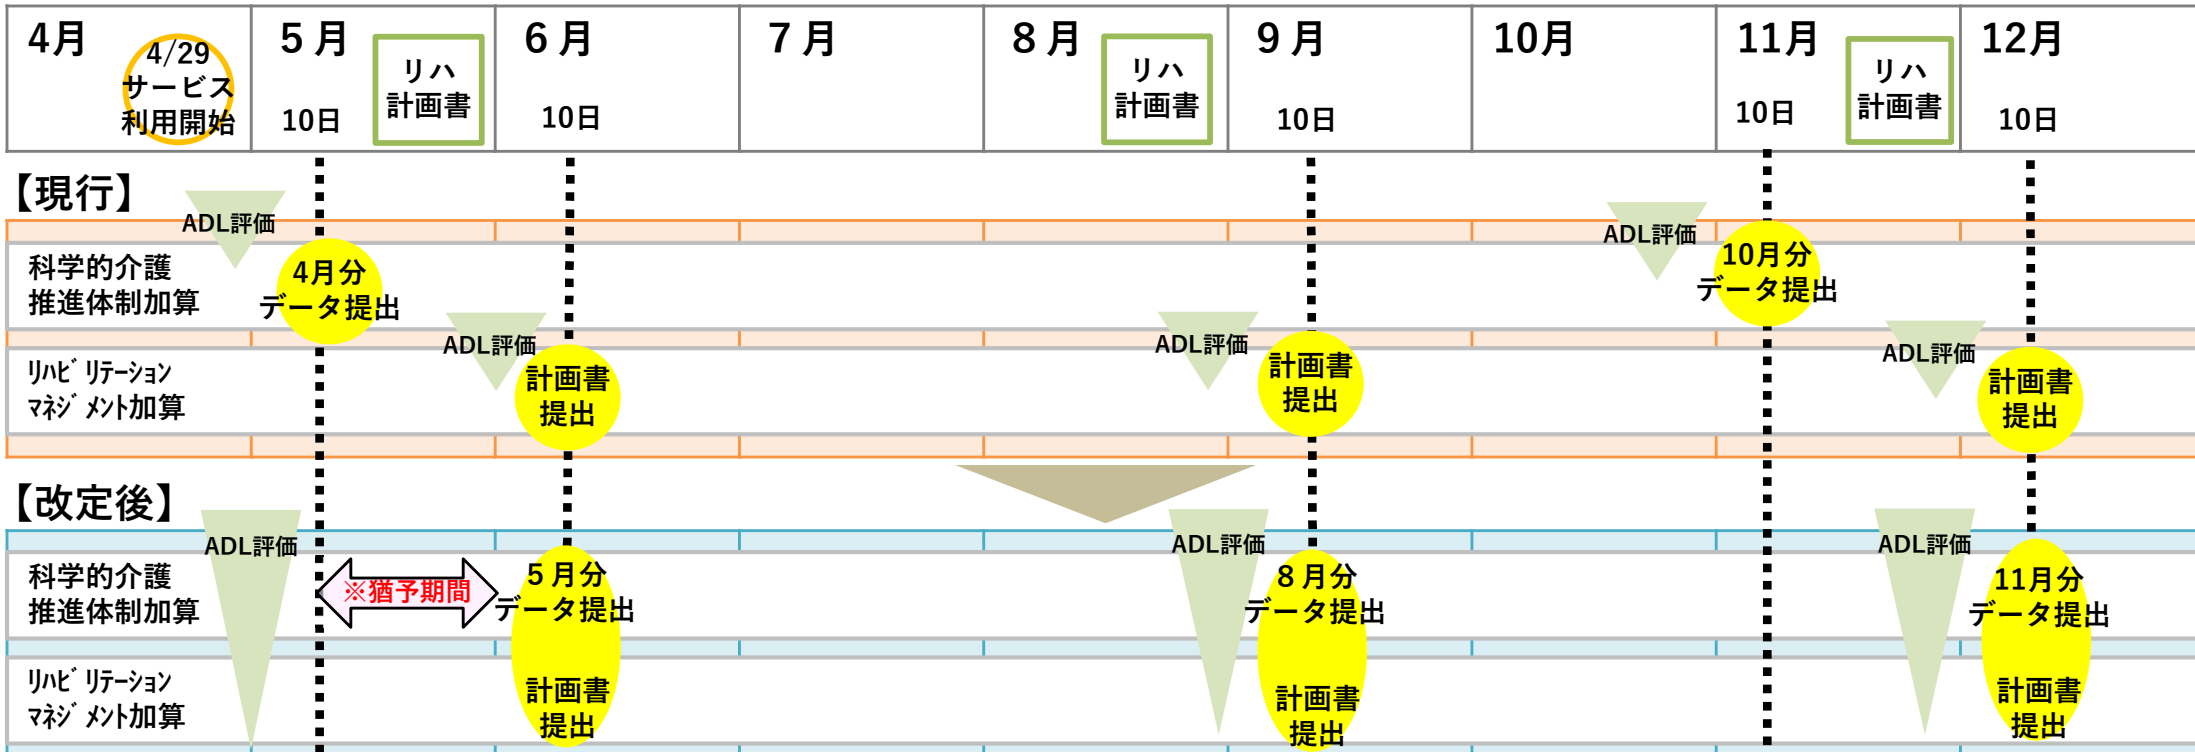 4月
4/29
サービス
利用開始
5月
10日
リハ
計画書
6月
10日
7月
8月
リハ
計画書
9月
10日
10月
11月
10日
リハ
計画書
12月
10日
【現行】
ADL評価
ADL評価
科学的介護
推進体制加算
4月分
データ提出
10月分
データ提出
リハビリテーション
マネジメント加算
ADL評価
計画書
提出
ADL評価
計画書
提出
ADL評価
計画書
提出
【改定後】
ADL評価
ADL評価
ADL評価
科学的介護
推進体制加算
※猶予期間
5月分
データ提出
8月分
データ提出
11月分
データ提出
リハビリテーション
マネジメント加算
計画書
提出
計画書
提出
計画書
提出